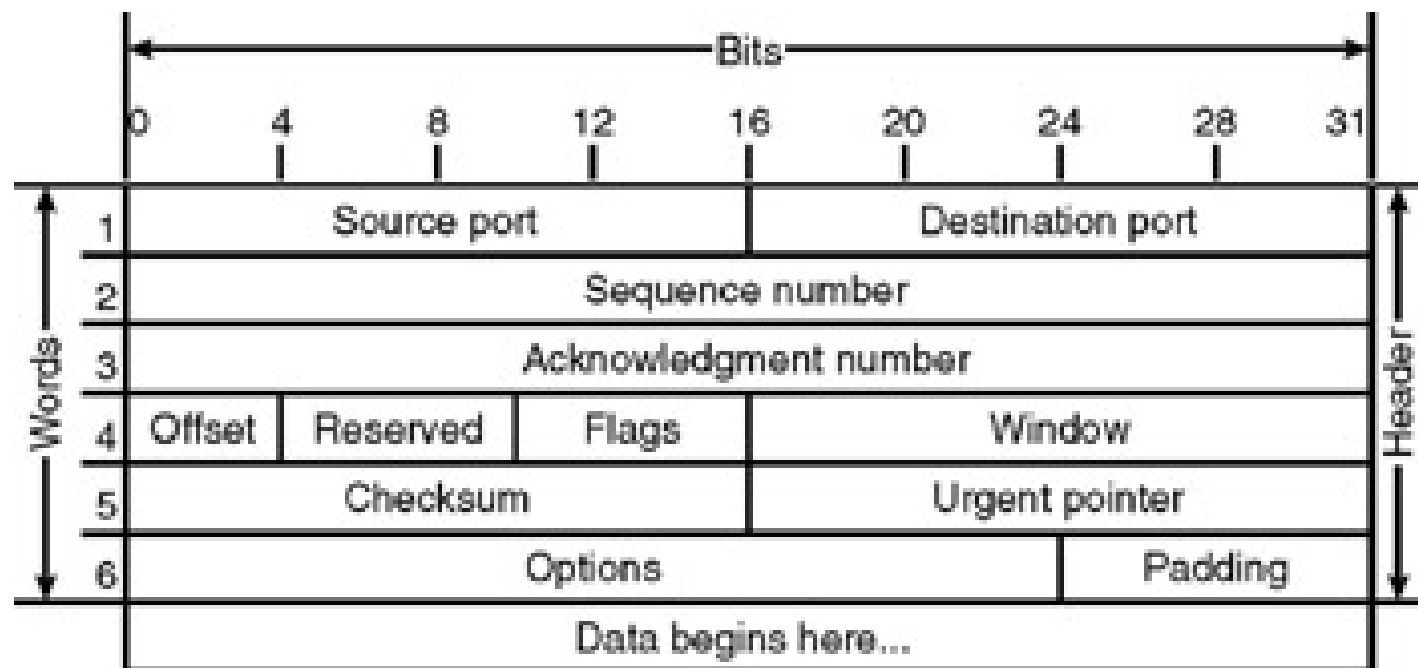 Bits
0 4 8 12 16 20 24 28 31
Words
Header
1 Source port Destination port
2 Sequence number
3 Acknowledgment number
4 Offset Reserved Flags Window
5 Checksum Urgent pointer
6 Options Padding
Data begins here...